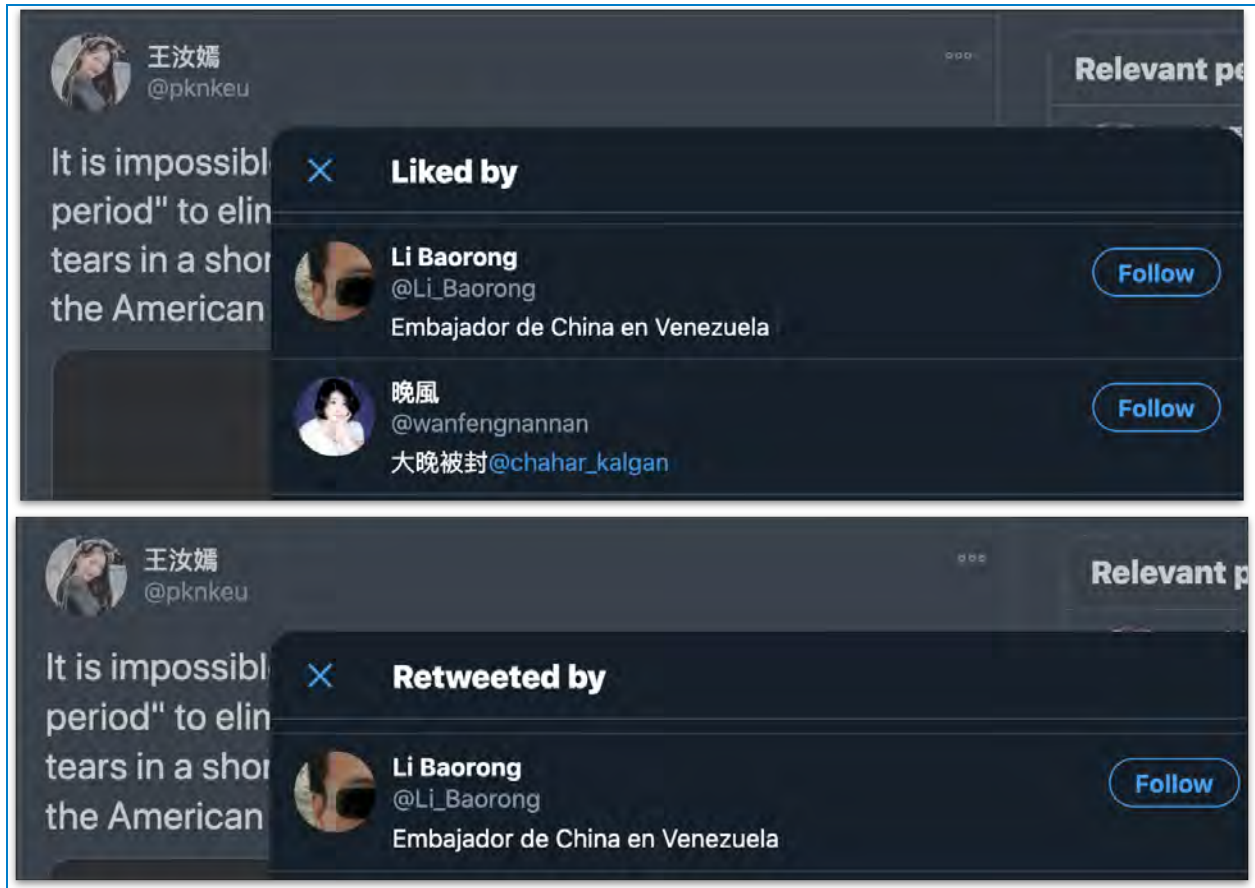 王汝嫣
@pknkeu
Relevant pe
It is impossibl
period" to elin
tears in a shor
the American
Liked by
Li Baorong
@Li_Baorong
Embajador de China en Venezuela
Follow
晚風
@wanfengnannan
大晚被封@chahar_kalgan
Follow
王汝嫣
@pknkeu
Relevant p
It is impossibl
period" to elin
tears in a shor
the American
Retweeted by
Li Baorong
@Li_Baorong
Embajador de China en Venezuela
Follow